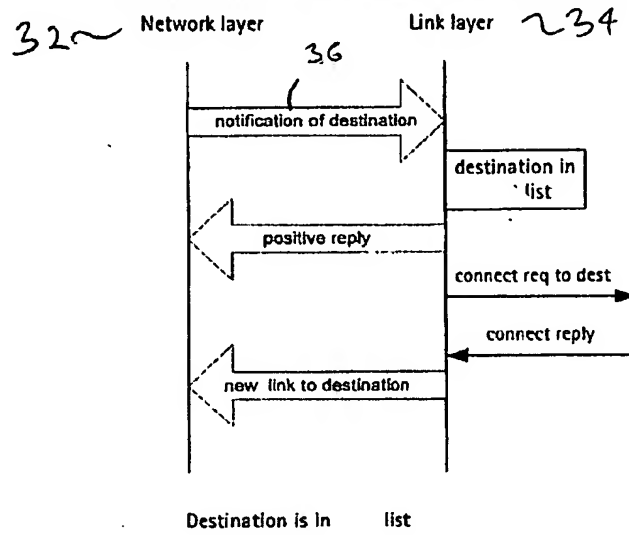 32 Network layer Link layer 34
36
notification of destination
destination in
list
positive reply
connect req to dest
connect reply
new link to destination
Destination is in list